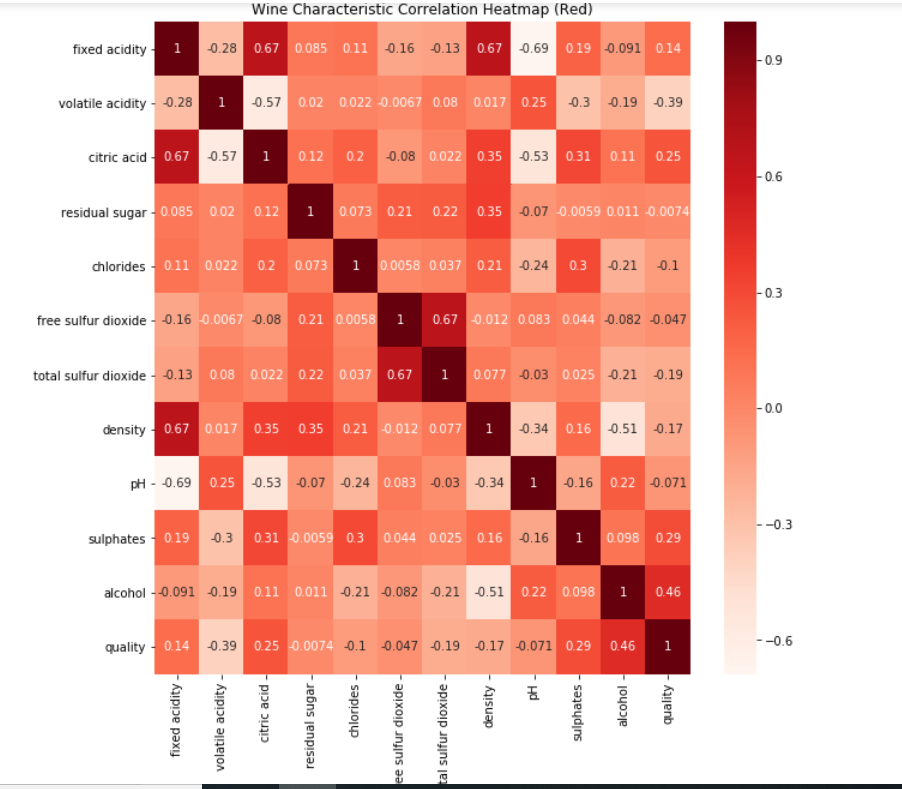 Wine Characteristic Correlation Heatmap (Red)
fixed acidity 1 -0.28 0.67 0.085 0.11 -0.16 -0.13 0.67 -0.69 0.19 -0.091 0.14
volatile acidity -0.28 1 -0.57 0.02 0.022 -0.0067 0.08 0.017 0.25 -0.3 -0.19 -0.39
citric acid 0.67 -0.57 1 0.12 0.2 -0.08 0.022 0.35 -0.53 0.31 0.11 0.25
residual sugar 0.085 0.02 0.12 1 0.073 0.21 0.22 0.35 -0.07 -0.0059 0.011 -0.0074
chlorides 0.11 0.022 0.2 0.073 1 0.0058 0.037 0.21 -0.24 0.3 -0.21 -0.1
free sulfur dioxide -0.16 -0.0067 -0.08 0.21 0.0058 1 0.67 -0.012 0.083 0.044 -0.082 -0.047
total sulfur dioxide -0.13 0.08 0.022 0.22 0.037 0.67 1 0.077 -0.03 0.025 -0.21 -0.19
density 0.67 0.017 0.35 0.35 0.21 -0.012 0.077 1 -0.34 0.16 -0.51 -0.17
pH -0.69 0.25 -0.53 -0.07 -0.24 0.083 -0.03 -0.34 1 -0.16 0.22 -0.071
sulphates 0.19 -0.3 0.31 -0.0059 0.3 0.044 0.025 0.16 -0.16 1 0.098 0.29
alcohol -0.091 -0.19 0.11 0.011 -0.21 -0.082 -0.21 -0.51 0.22 0.098 1 0.46
quality 0.14 -0.39 0.25 -0.0074 -0.1 -0.047 -0.19 -0.17 -0.071 0.29 0.46 1
fixed acidity
volatile acidity
citric acid
residual sugar
chlorides
ee sulfur dioxide
tal sulfur dioxide
density
pH
sulphates
alcohol
quality
0.9
0.6
0.3
0.0
−0.3
−0.6